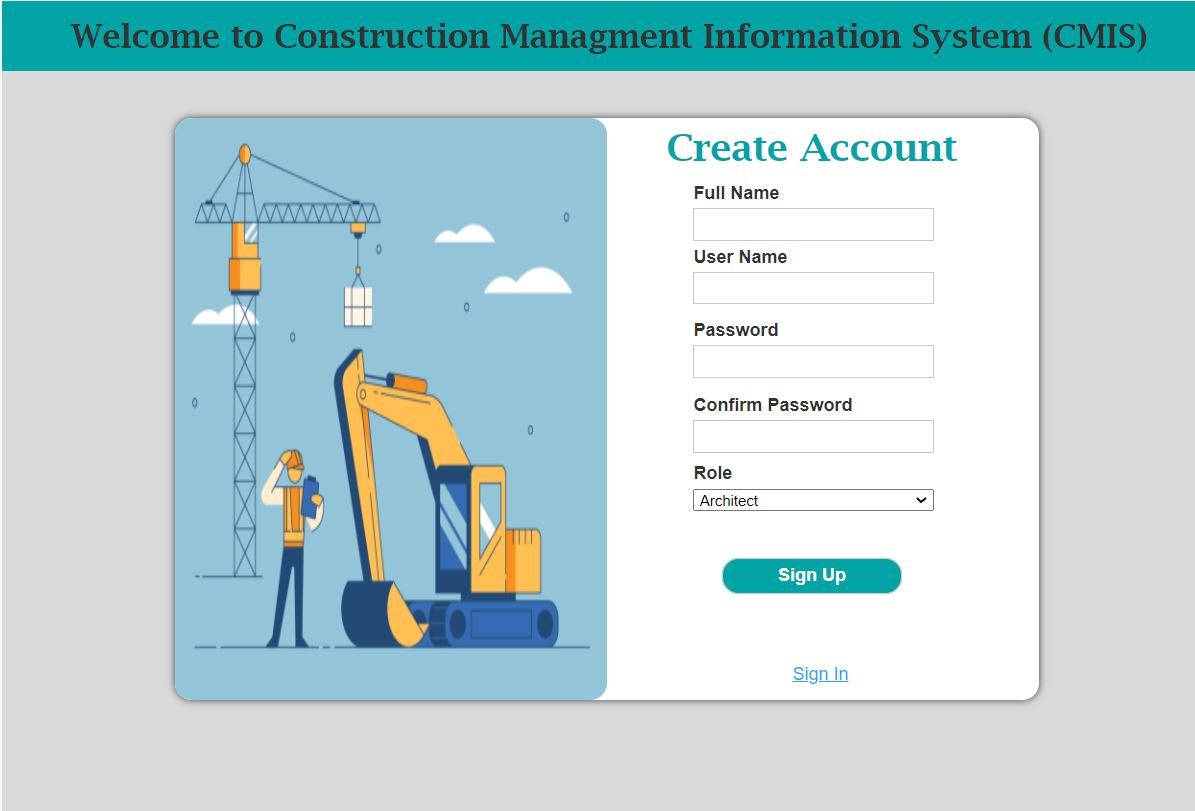 Welcome to Construction Managment Information System (CMIS)
Create Account
Full Name
User Name
Password
Confirm Password
Role
Architect
Sign Up
Sign In